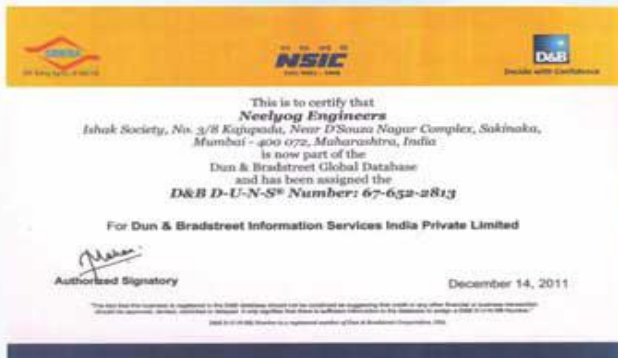 NSIC
D&B
Decide with Confidence
This is to certify that
Neelyog Engineers
Ishak Society, No. 3/8 Kajupada, Near D'Souza Nagar Complex, Sakinaka,
Mumbai - 400 072, Maharashtra, India
is now part of the
Dun & Bradstreet Global Database
and has been assigned the
D&B D-U-N-S® Number: 67-652-2813
For Dun & Bradstreet Information Services India Private Limited
Authorized Signatory
December 14, 2011